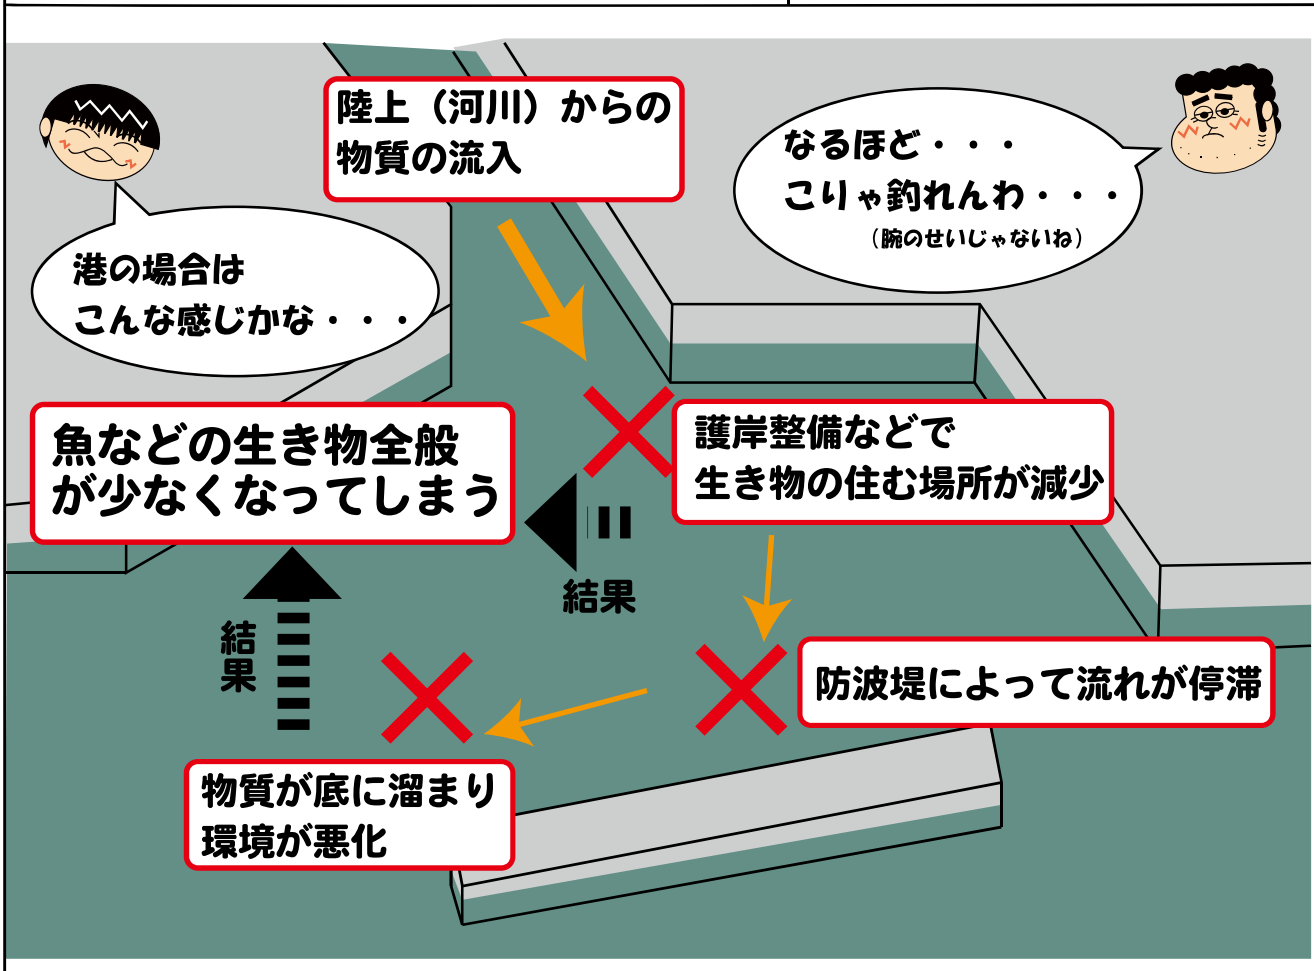 陸上（河川）からの
物質の流入
なるほど・・・
こりゃ釣れんわ・・・
（腕のせいじゃないね）
港の場合は
こんな感じかな・・・
魚などの生き物全般
が少なくなってしまう
護岸整備などで
生き物の住む場所が減少
結果
結果
防波堤によって流れが停滞
物質が底に溜まり
環境が悪化